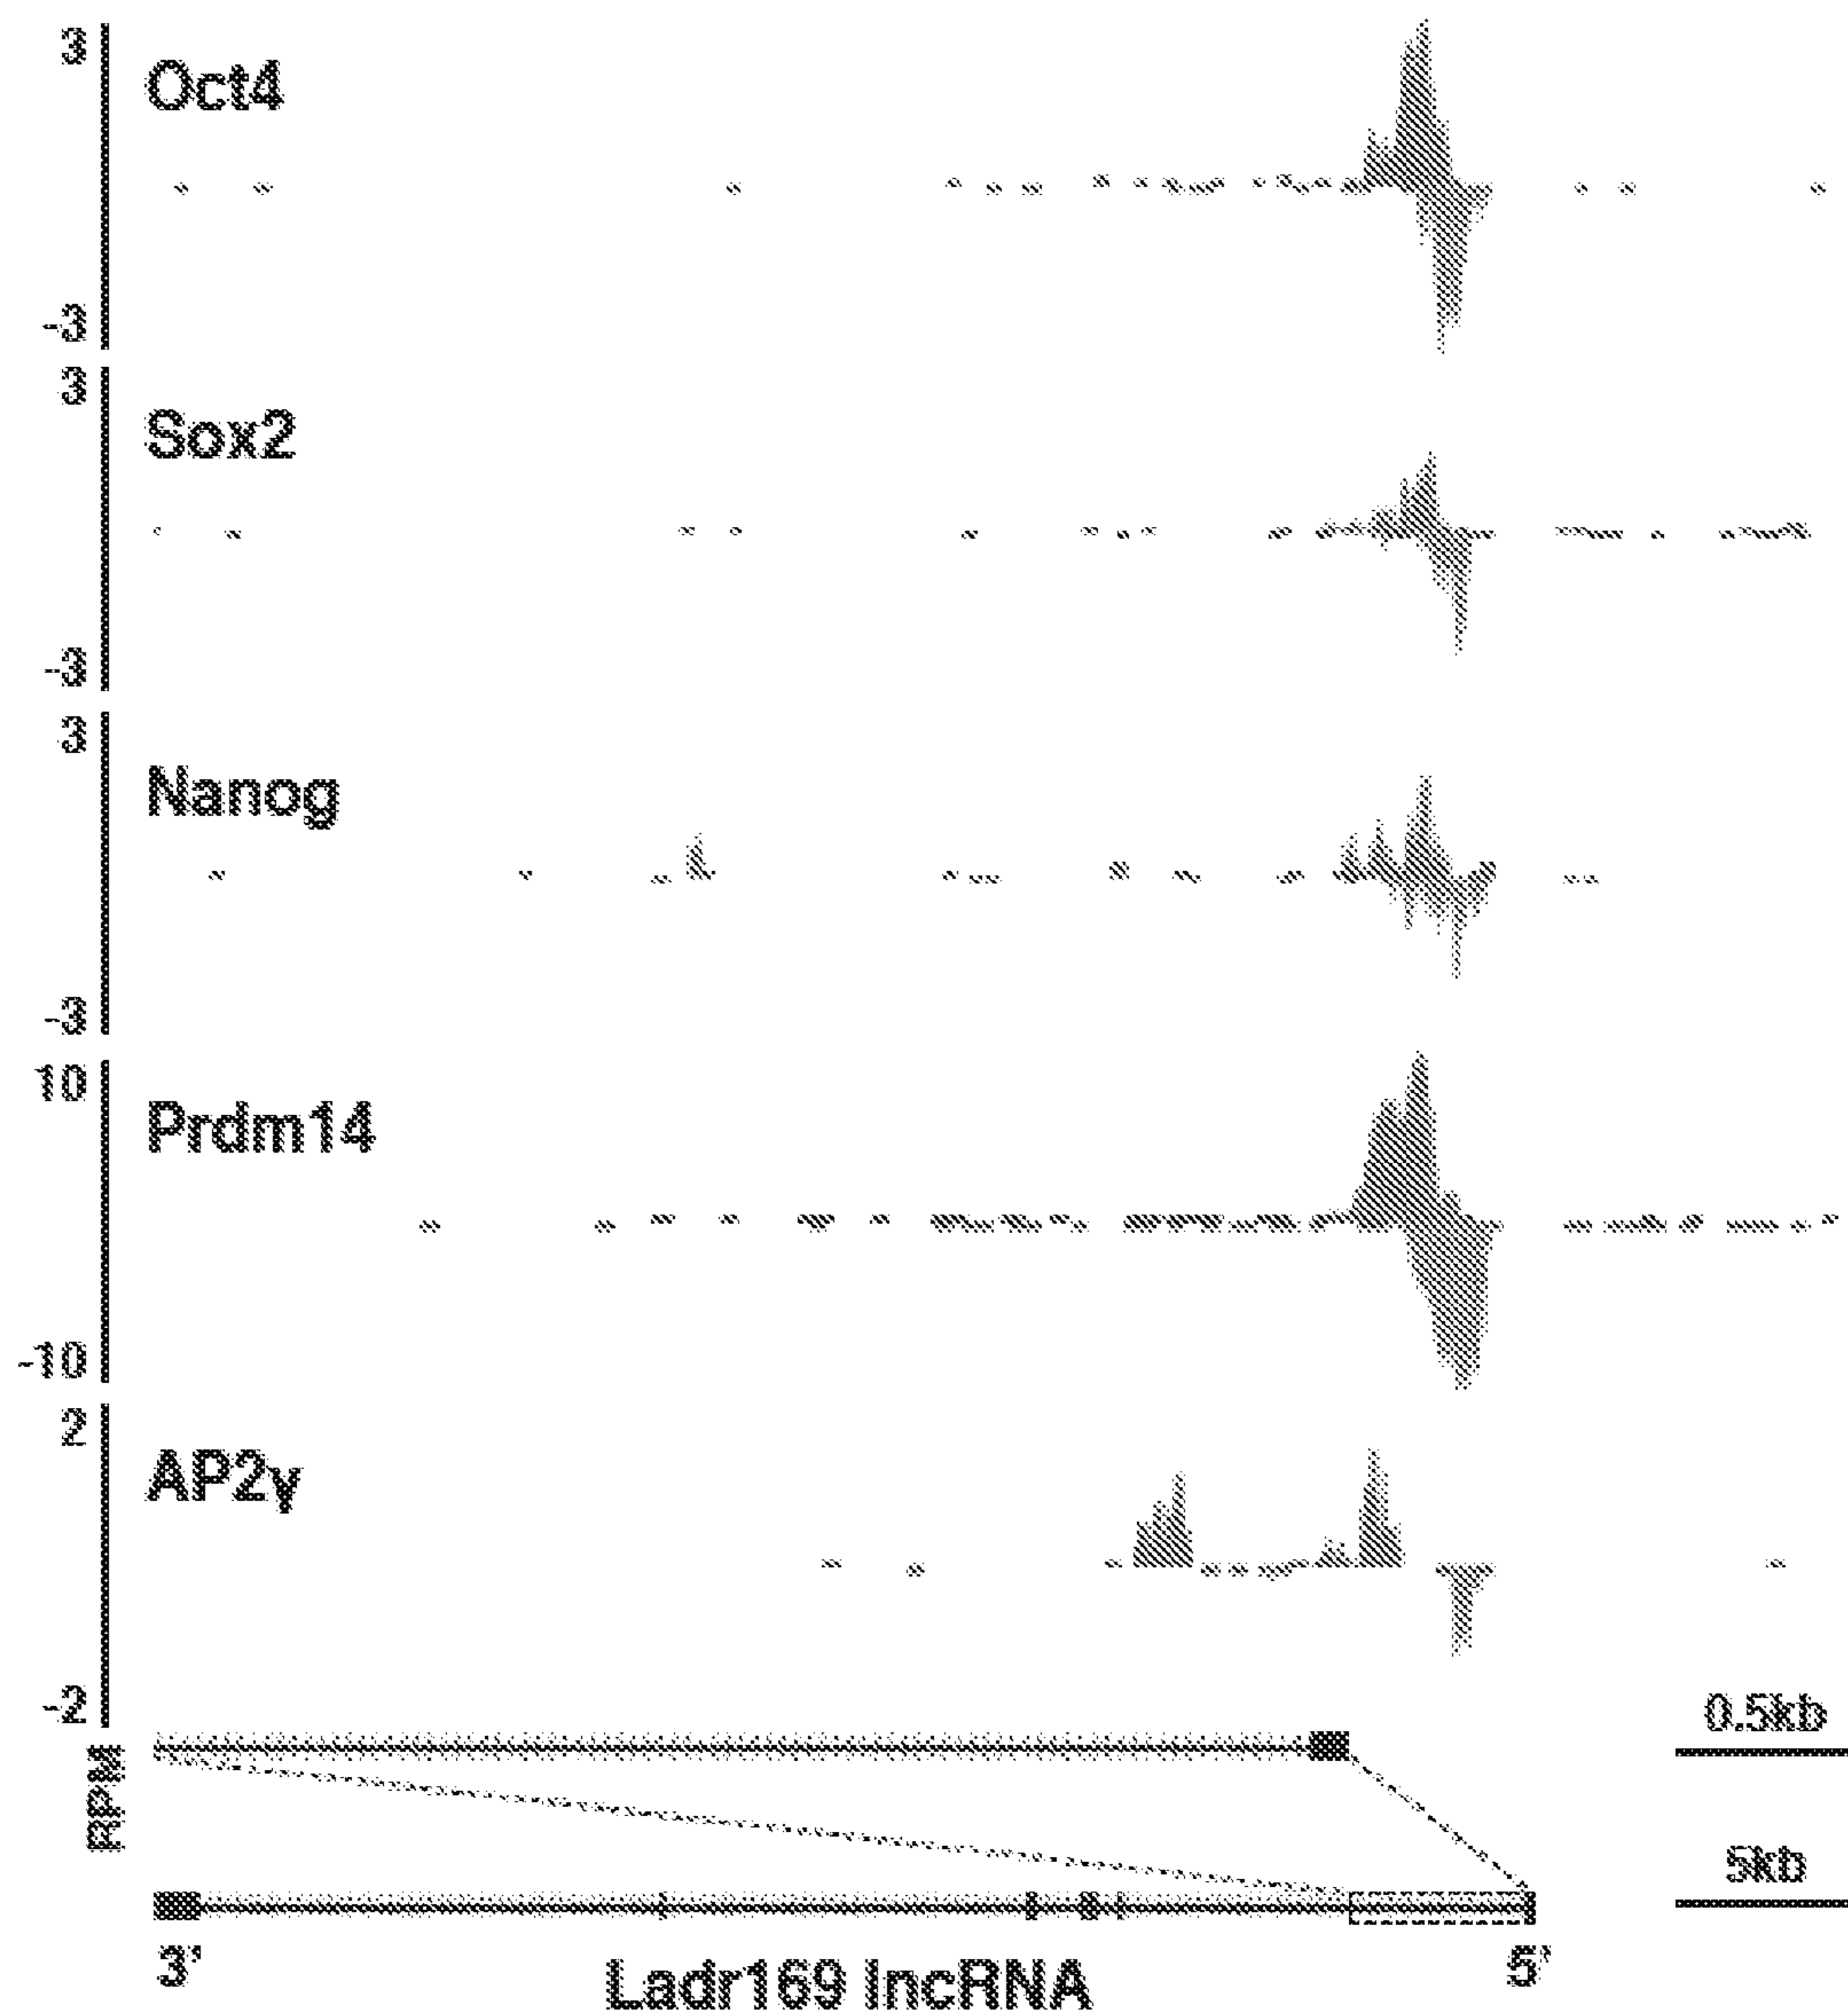 3
Oct4
-3
3
Sox2
-3
3
Nanog
-3
10
Prdm14
-10
2
AP2γ
-2
RPM
0.5kb
5kb
3'
5'
Ladr169 lncRNA